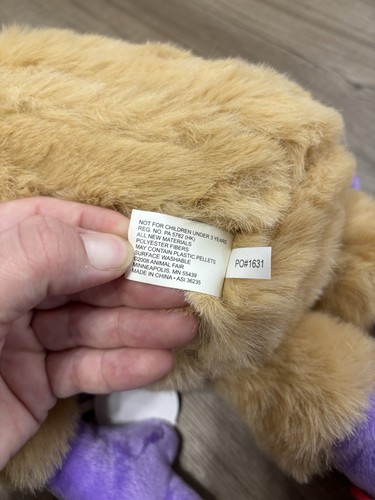 NOT FOR CHILDREN UNDER 3 YEARS
REG. NO. PA 5782 (HK)
ALL NEW MATERIALS
POLYESTER FIBERS
MAY CONTAIN PLASTIC PELLETS
SURFACE WASHABLE
©2008 ANIMAL FAIR
MINNEAPOLIS, MN 55439
MADE IN CHINA • ASI 36235
PO#1631